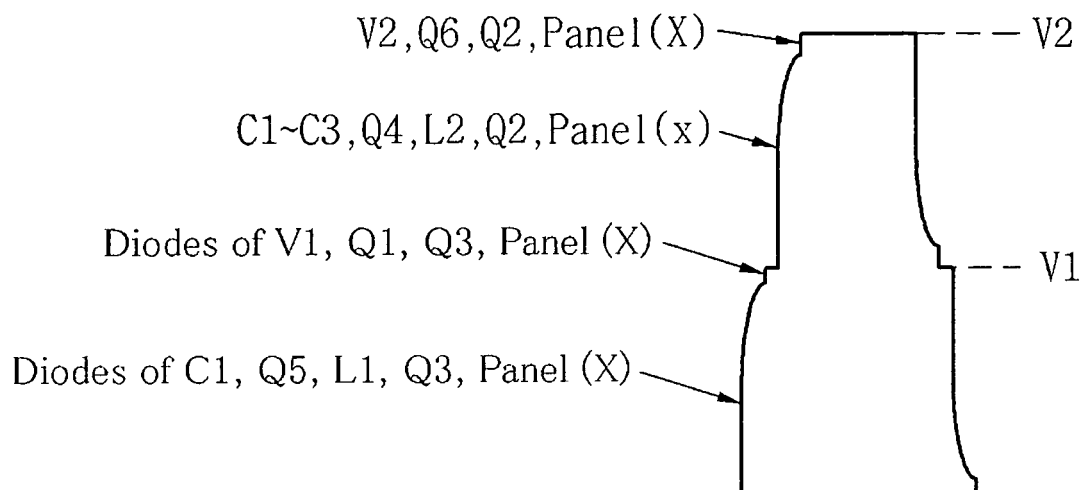 V2,Q6,Q2,Panel(X)
V2
C1~C3,Q4,L2,Q2,Panel(x)
Diodes of V1, Q1, Q3, Panel (X)
V1
Diodes of C1, Q5, L1, Q3, Panel (X)